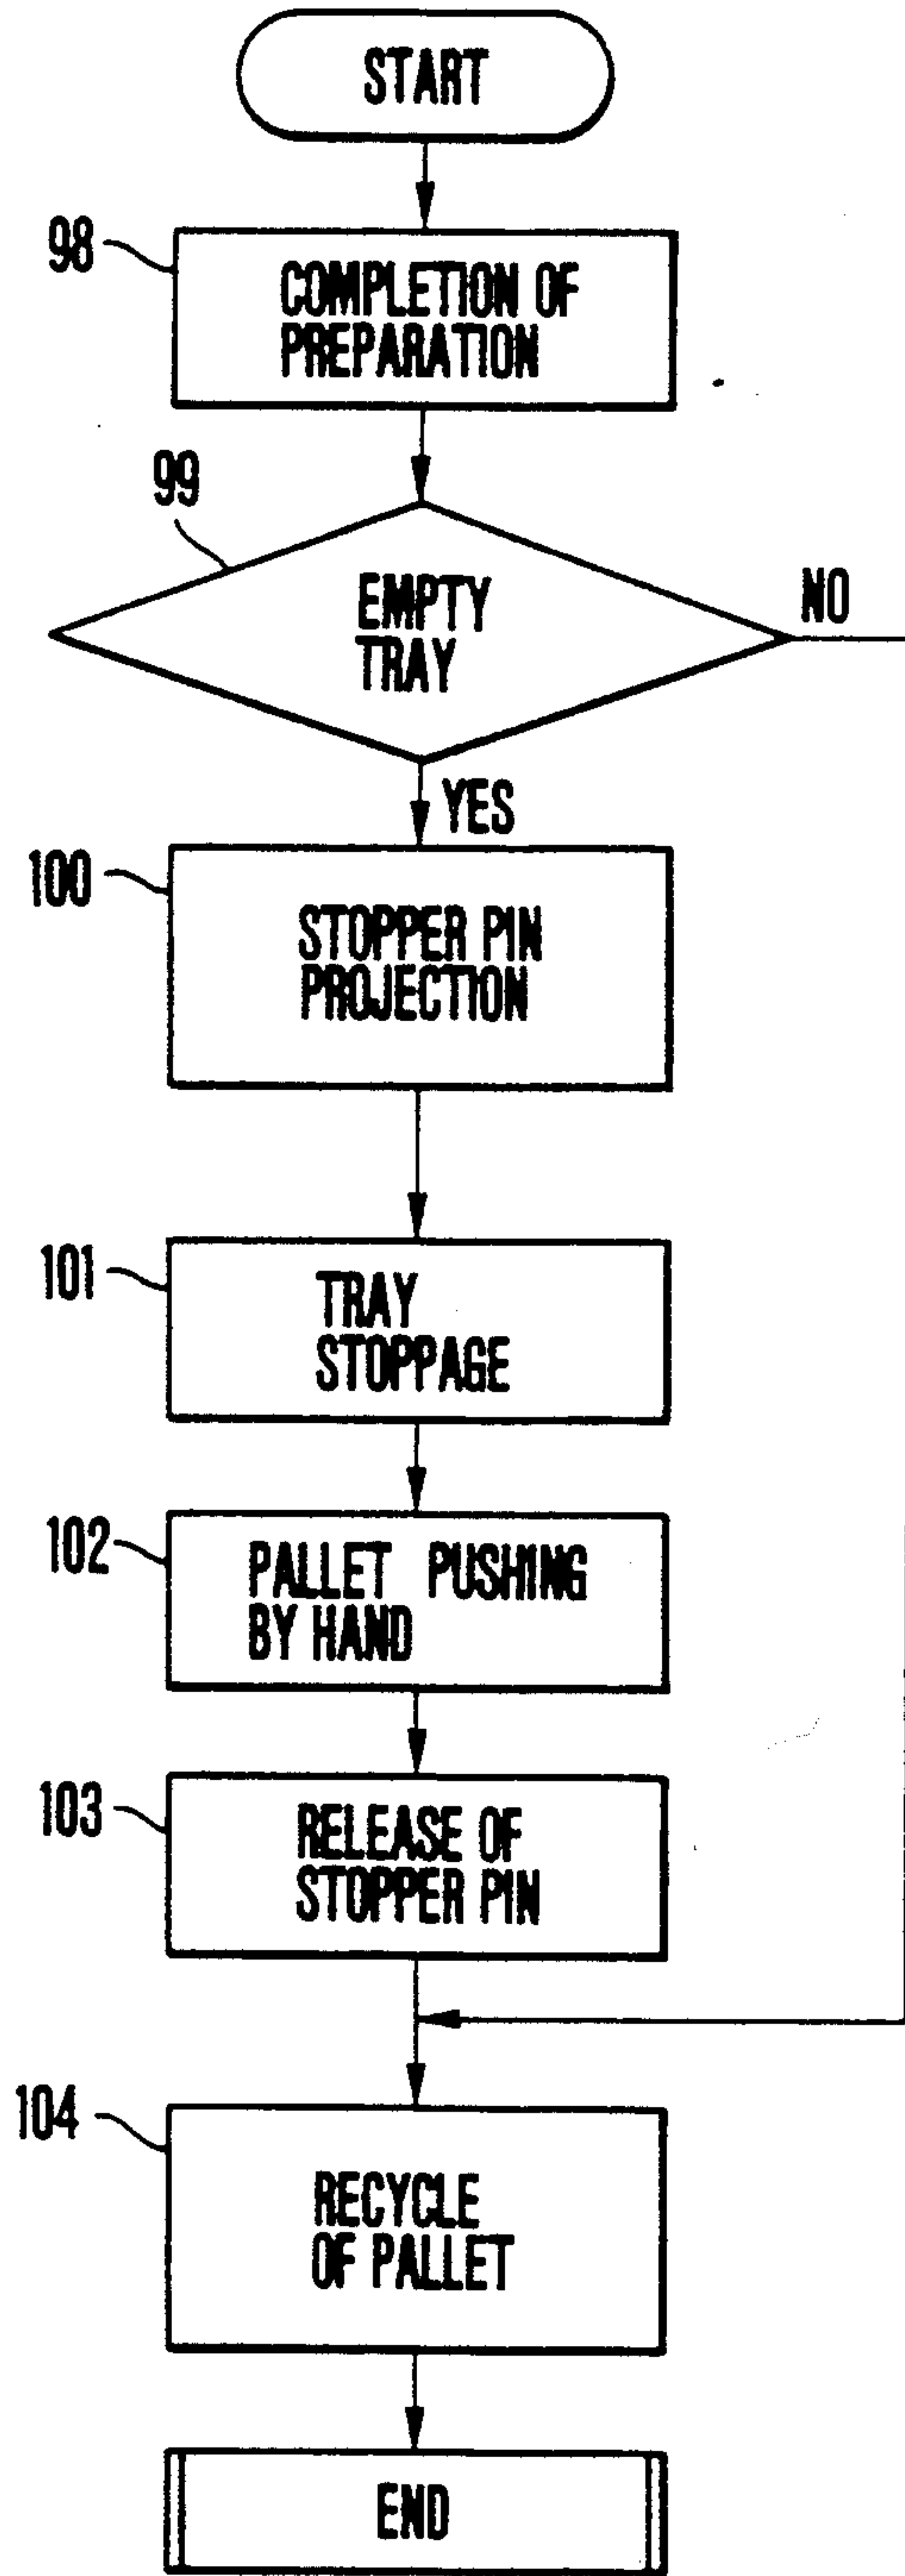 START
98
COMPLETION OF
PREPARATION
99
EMPTY
TRAY
NO
YES
100
STOPPER PIN
PROJECTION
101
TRAY
STOPPAGE
102
PALLET PUSHING
BY HAND
103
RELEASE OF
STOPPER PIN
104
RECYCLE
OF PALLET
END